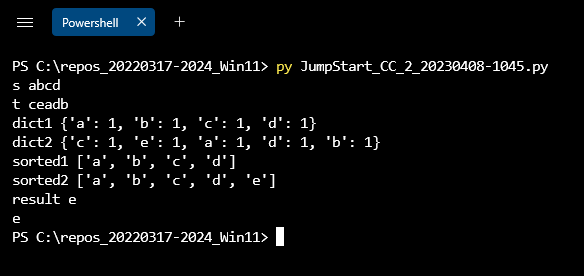 Powershell
PS C:\repos_20220317-2024_Win11> py JumpStart_CC_2_20230408-1045.py
s abcd
t ceadb
dict1 {'a': 1, 'b': 1, 'c': 1, 'd': 1}
dict2 {'c': 1, 'e': 1, 'a': 1, 'd': 1, 'b': 1}
sorted1 ['a', 'b', 'c', 'd']
sorted2 ['a', 'b', 'c', 'd', 'e']
result e
e
PS C:\repos_20220317-2024_Win11>